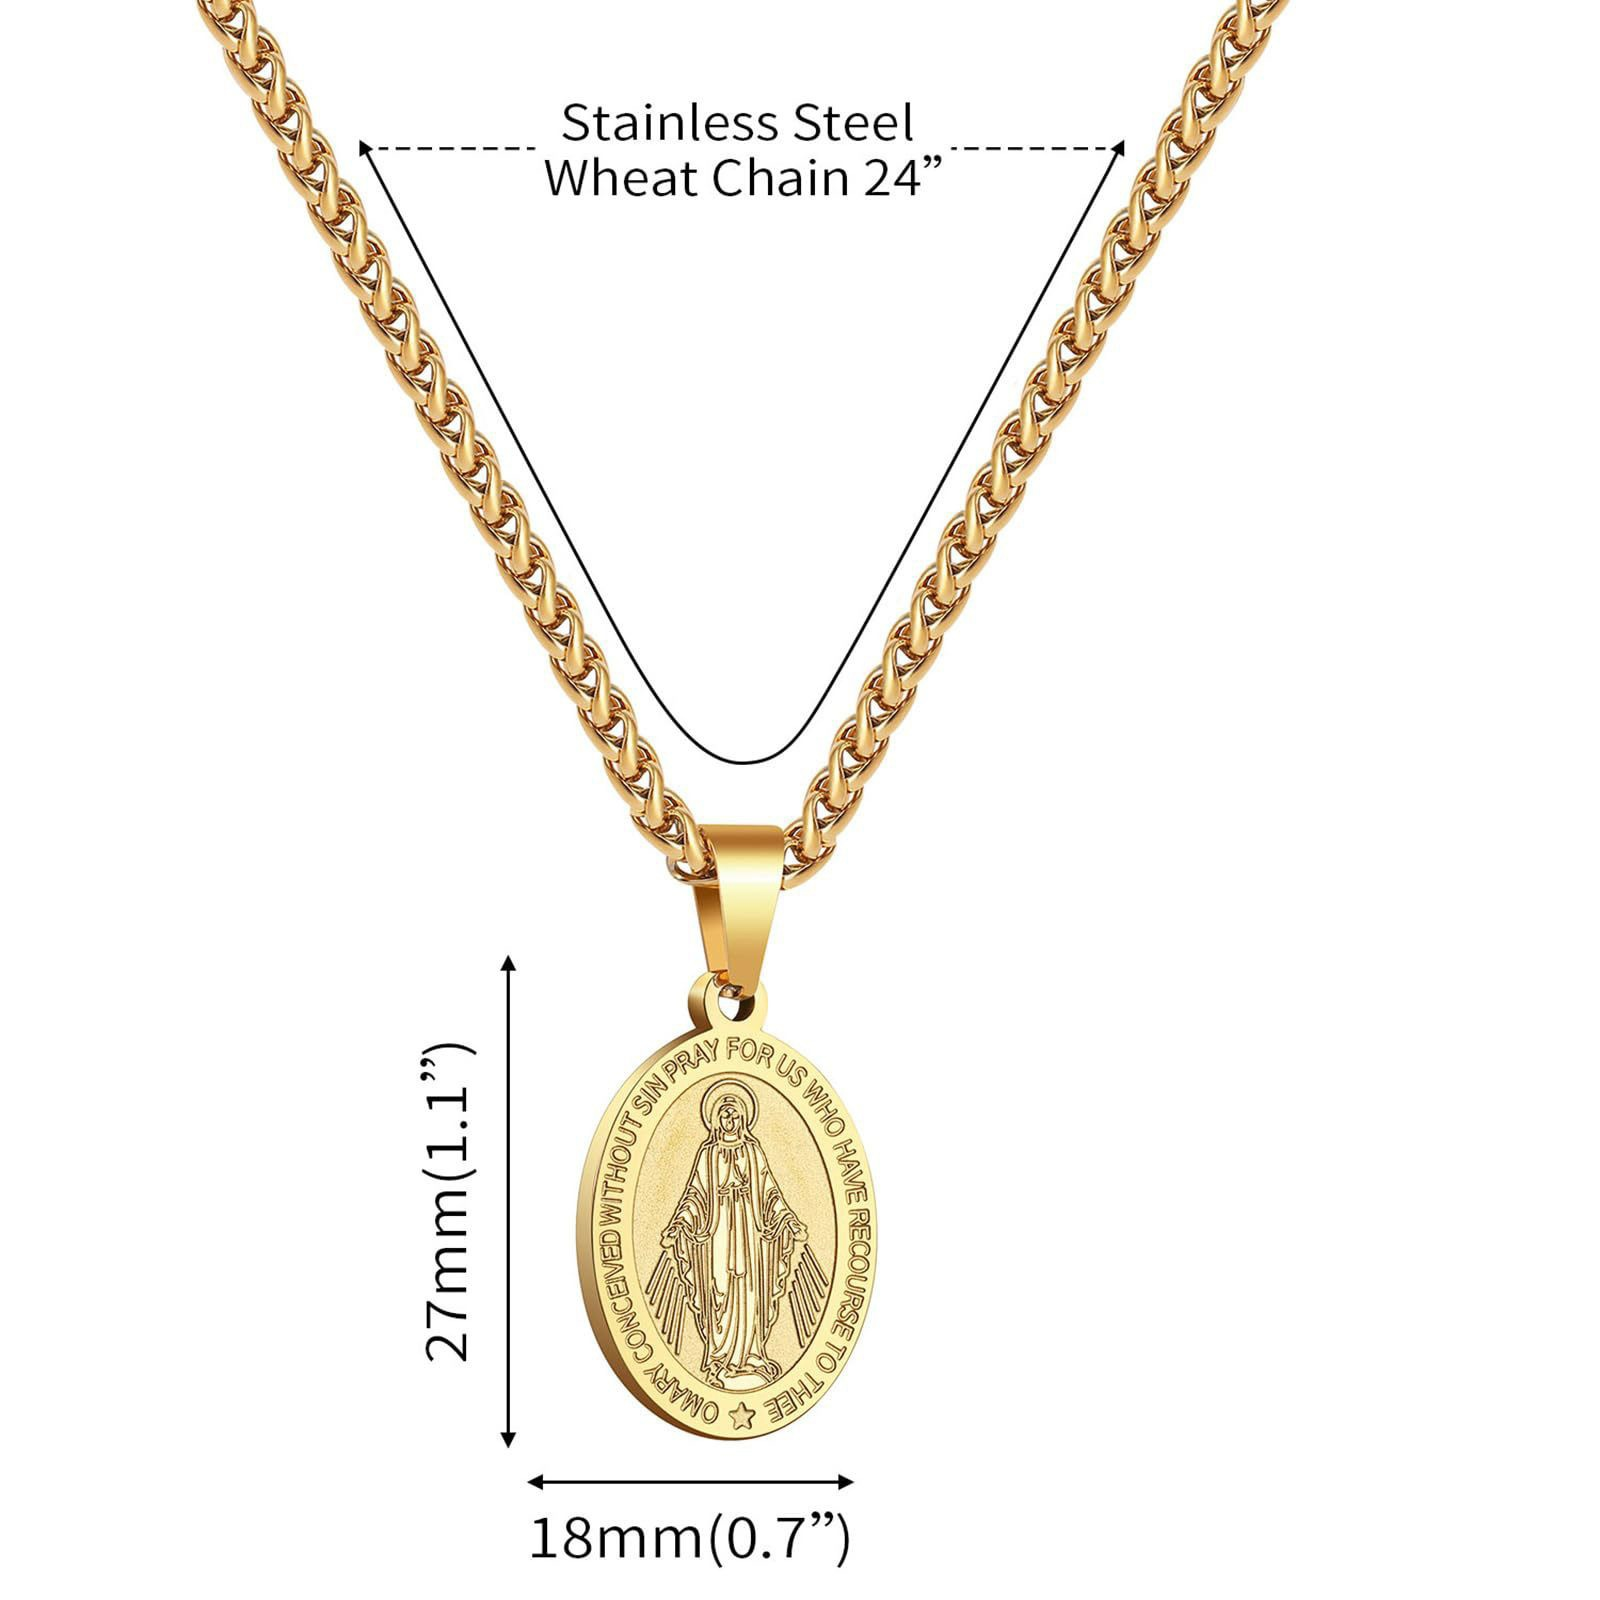 Stainless Steel
Wheat Chain 24”
27mm(1.1”)
O MARY CONCEIVED WITHOUT SIN PRAY FOR US WHO HAVE RECOURSE TO THEE
18mm(0.7”)